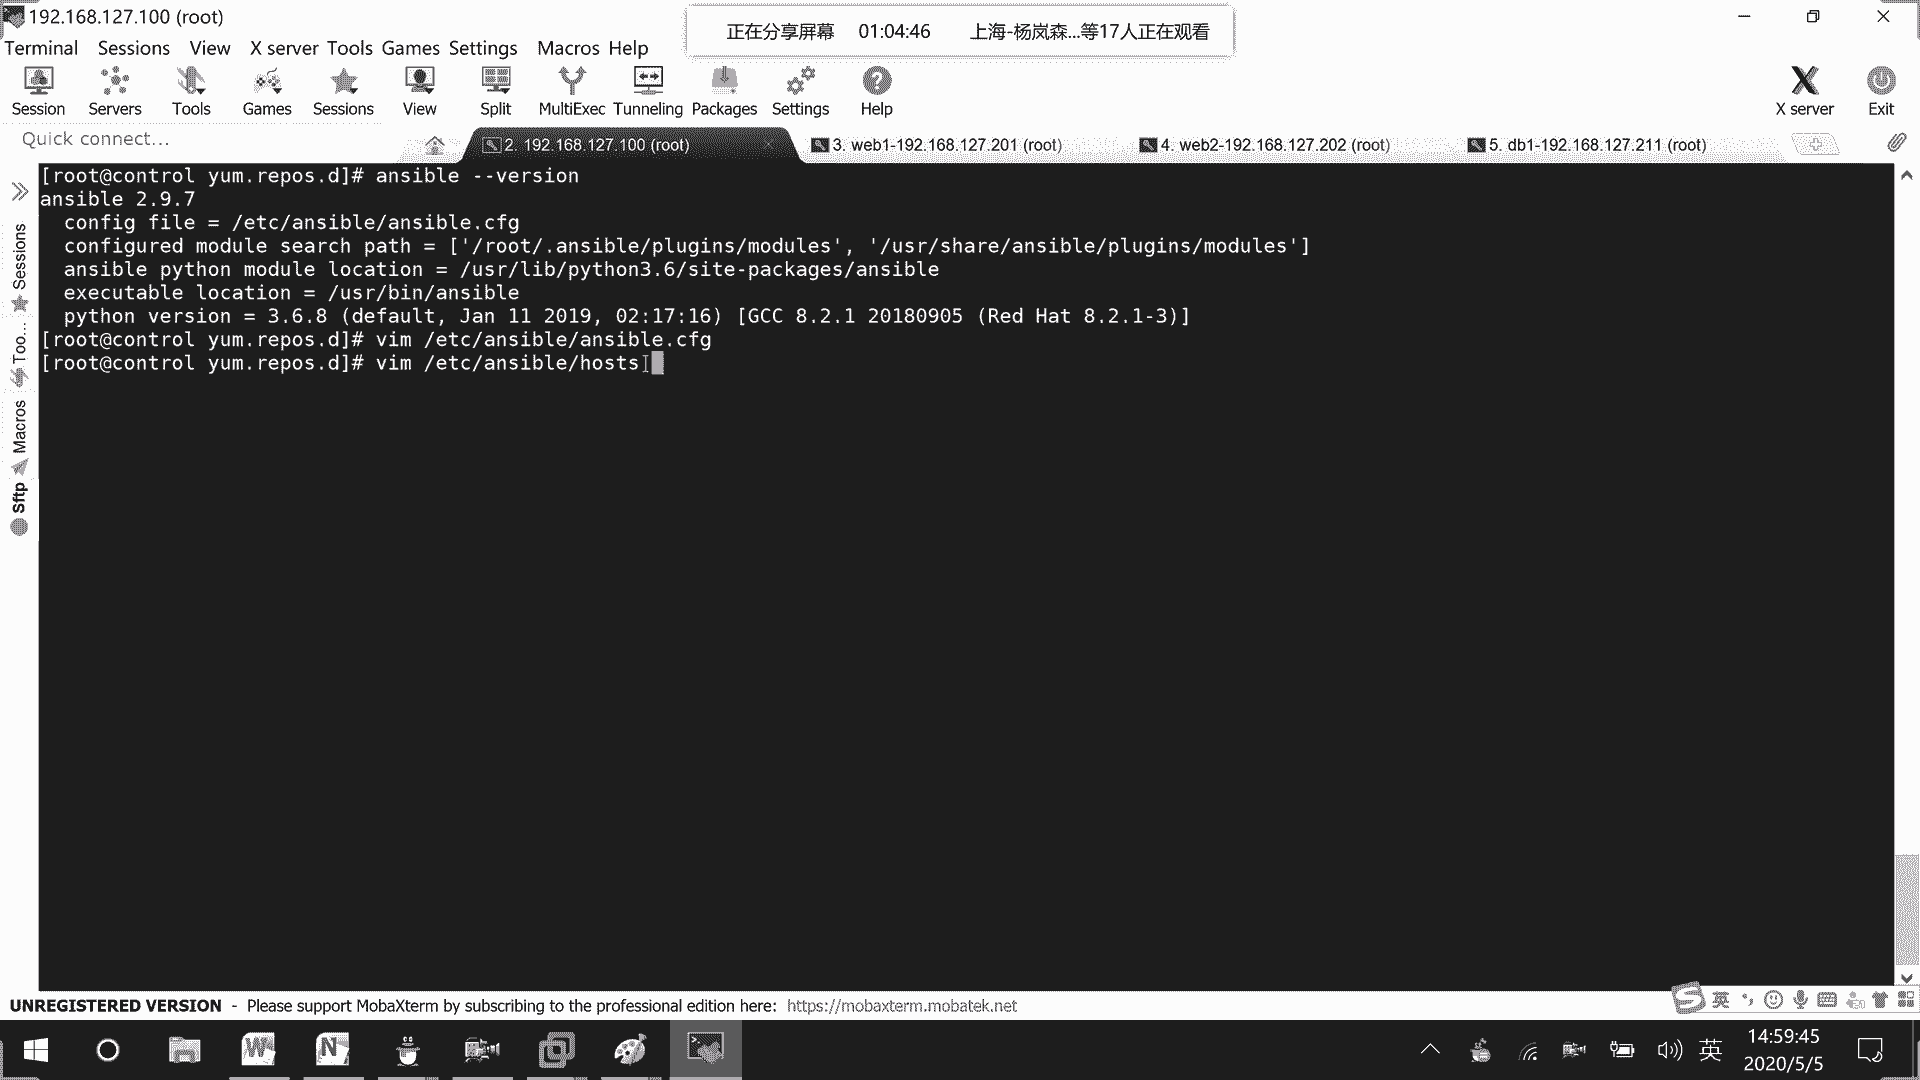 192.168.127.100 (root)
正在分享屏幕 01:04:46 上海-杨岚森...等17人正在观看
Terminal Sessions View X server Tools Games Settings Macros Help
Session Servers Tools Games Sessions View Split MultiExec Tunneling Packages Settings Help X server Exit
Quick connect...
2. 192.168.127.100 (root)
3. web1-192.168.127.201 (root)
4. web2-192.168.127.202 (root)
5. db1-192.168.127.211 (root)
Sessions
Too...
Macros
Sftp
[root@control yum.repos.d]# ansible --version
ansible 2.9.7
config file = /etc/ansible/ansible.cfg
configured module search path = ['/root/.ansible/plugins/modules', '/usr/share/ansible/plugins/modules']
ansible python module location = /usr/lib/python3.6/site-packages/ansible
executable location = /usr/bin/ansible
python version = 3.6.8 (default, Jan 11 2019, 02:17:16) [GCC 8.2.1 20180905 (Red Hat 8.2.1-3)]
[root@control yum.repos.d]# vim /etc/ansible/ansible.cfg
[root@control yum.repos.d]# vim /etc/ansible/hosts
UNREGISTERED VERSION - Please support MobaXterm by subscribing to the professional edition here: https://mobaxterm.mobatek.net
英
英
14:59:45
2020/5/5